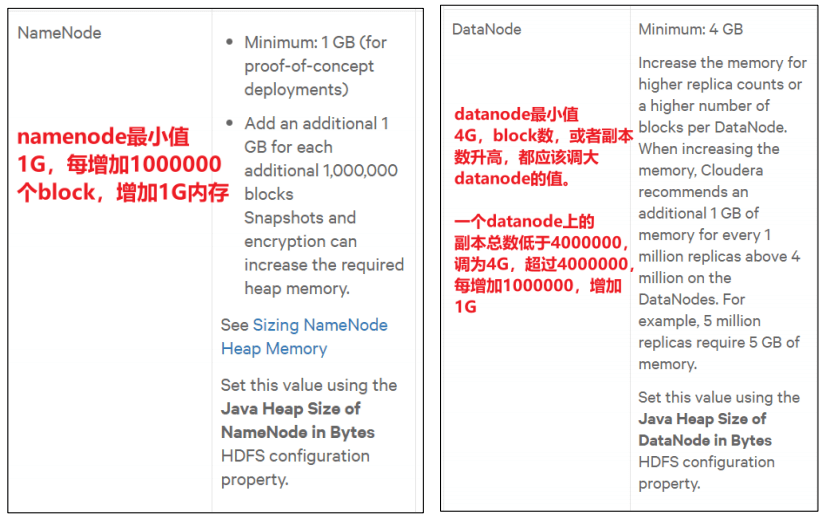 NameNode
Minimum: 1 GB (for
proof-of-concept
deployments)
Add an additional 1
GB for each
additional 1,000,000
blocks
Snapshots and
encryption can
increase the required
heap memory.
See Sizing NameNode
Heap Memory
Set this value using the
Java Heap Size of
NameNode in Bytes
HDFS configuration
property.
namenode最小值
1G，每增加1000000
个block，增加1G内存
DataNode
Minimum: 4 GB
Increase the memory for
higher replica counts or
a higher number of
blocks per DataNode.
When increasing the
memory, Cloudera
recommends an
additional 1 GB of
memory for every 1
million replicas above 4
million on the
DataNodes. For
example, 5 million
replicas require 5 GB of
memory.
Set this value using the
Java Heap Size of
DataNode in Bytes
HDFS configuration
property.
datanode最小值
4G，block数，或者副本
数升高，都应该调大
datanode的值。
一个datanode上的
副本总数低于4000000，
调为4G，超过4000000，
每增加1000000，增加
1G